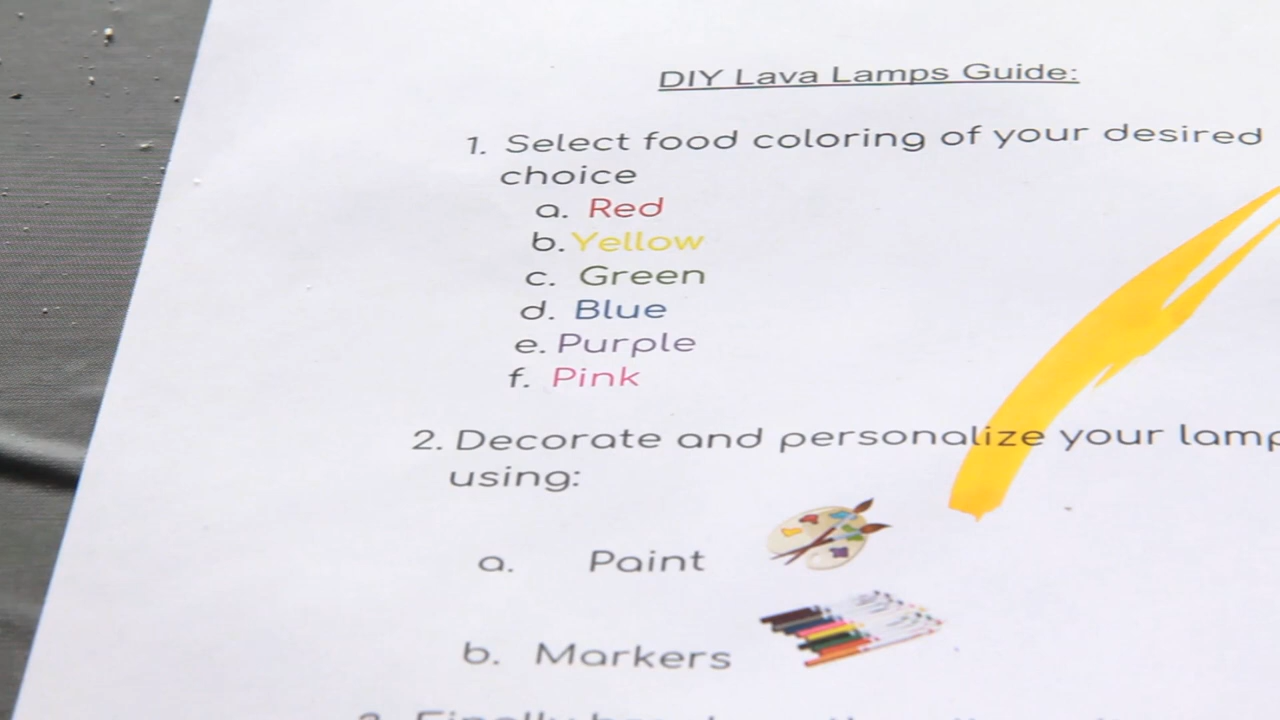 DIY Lava Lamps Guide:
1. Select food coloring of your desired
choice
a. Red
b. Yellow
c. Green
d. Blue
e. Purple
f. Pink
2. Decorate and personalize your lamp
using:
a. Paint
b. Markers